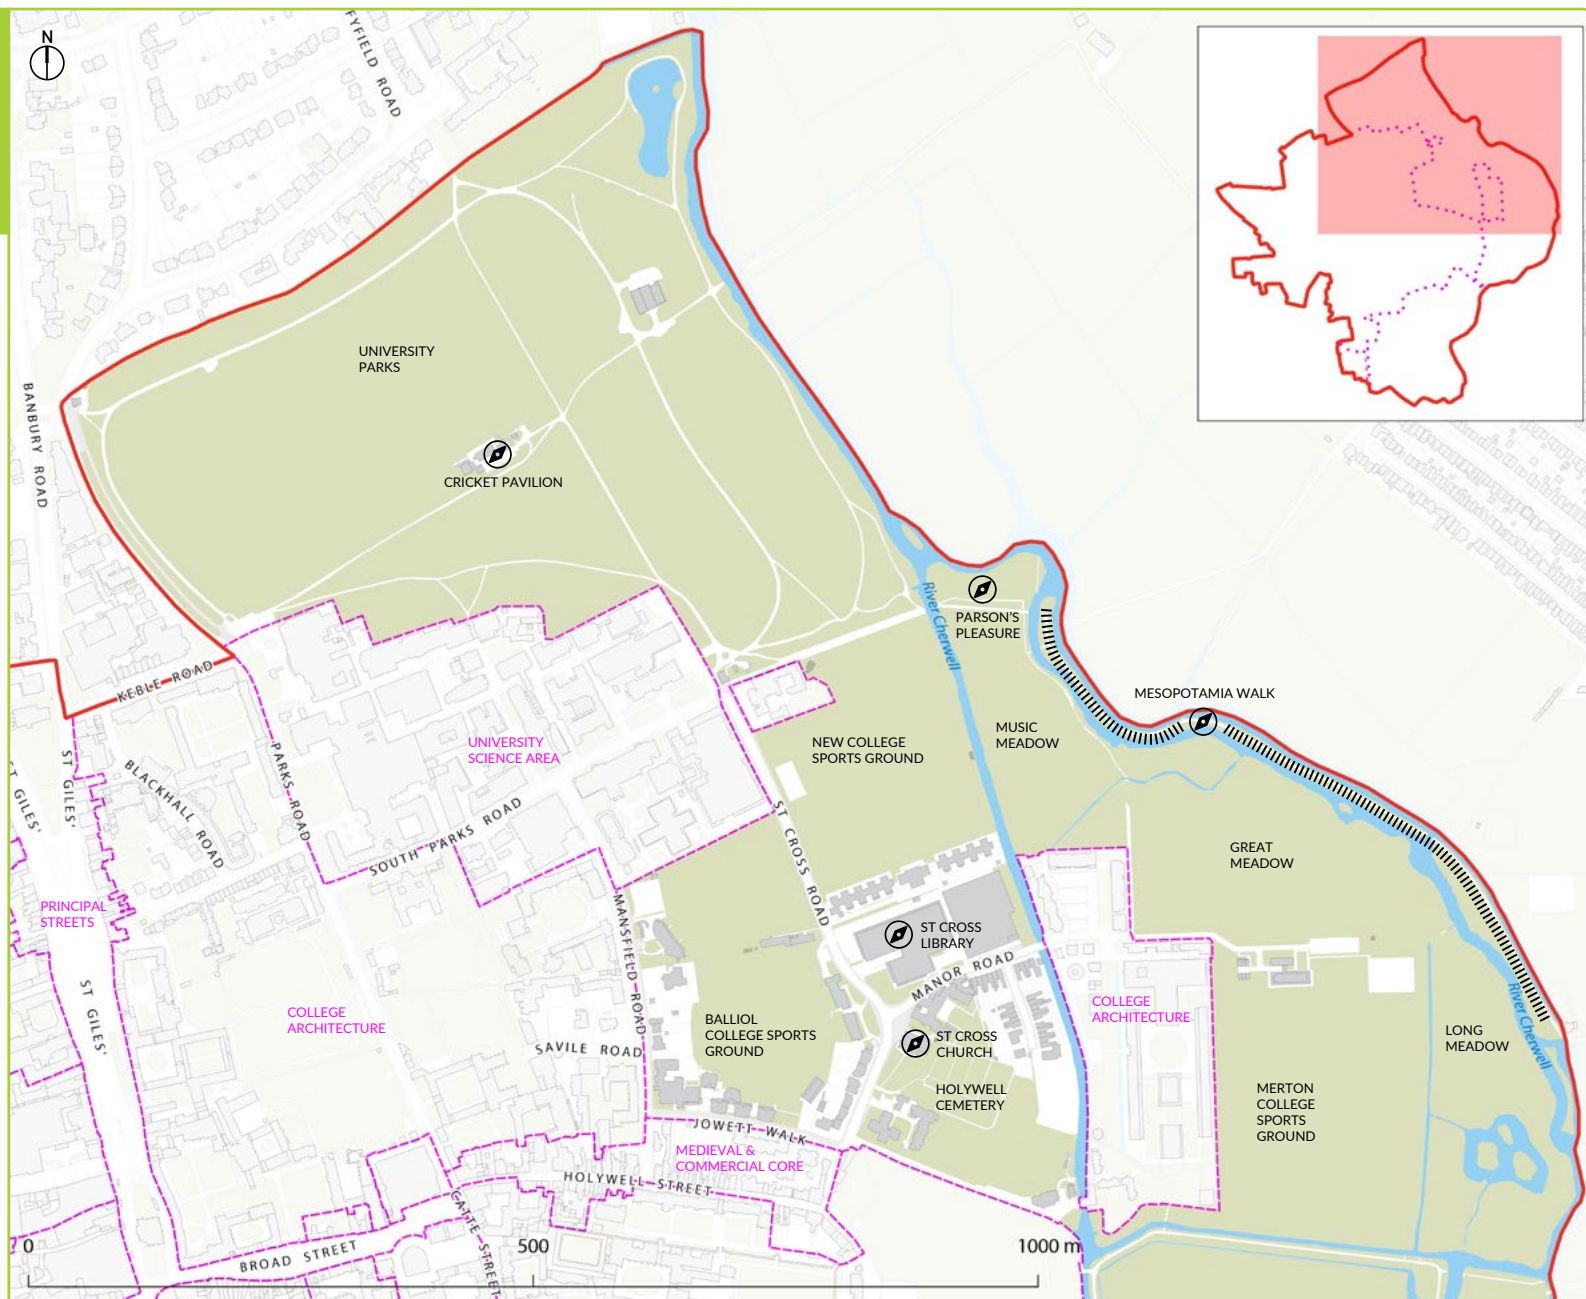 N
FYFIELD ROAD
BANBURY ROAD
UNIVERSITY
PARKS
CRICKET PAVILION
River Cherwell
PARSON'S
PLEASURE
KEBLE ROAD
MESOPOTAMIA WALK
ST GILES'
ST GILES'
BLACKHALL ROAD
PARKS ROAD
UNIVERSITY
SCIENCE AREA
SOUTH PARKS ROAD
NEW COLLEGE
SPORTS GROUND
MUSIC
MEADOW
ST CROSS ROAD
GREAT
MEADOW
PRINCIPAL
STREETS
MANSFIELD ROAD
ST CROSS
LIBRARY
MANOR ROAD
ST GILES'
COLLEGE
ARCHITECTURE
SAVILE ROAD
BALLIOL
COLLEGE SPORTS
GROUND
ST CROSS
CHURCH
COLLEGE
ARCHITECTURE
LONG
MEADOW
River Cherwell
HOLYWELL
CEMETERY
MERTON
COLLEGE
SPORTS
GROUND
JOWETT WALK
MEDIEVAL &
COMMERCIAL CORE
HOLYWELL STREET
CATTE STREET
BROAD STREET
0
500
1000 m